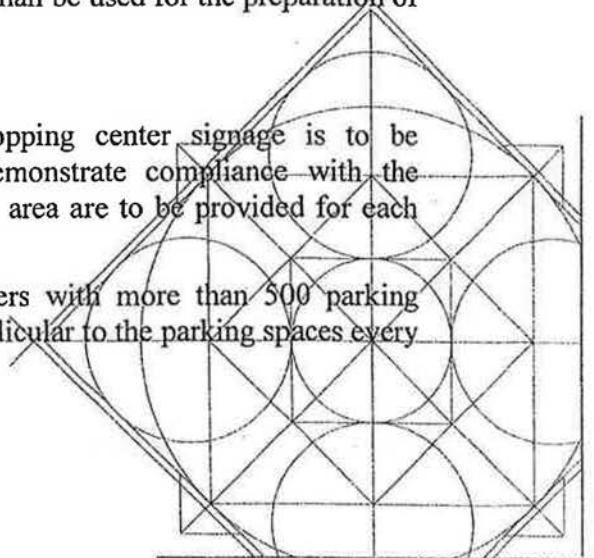 hall be used for the preparation of
opping center signage is to be
emonstrate compliance with the
area are to be provided for each
ers with more than 500 parking
licular to the parking spaces every